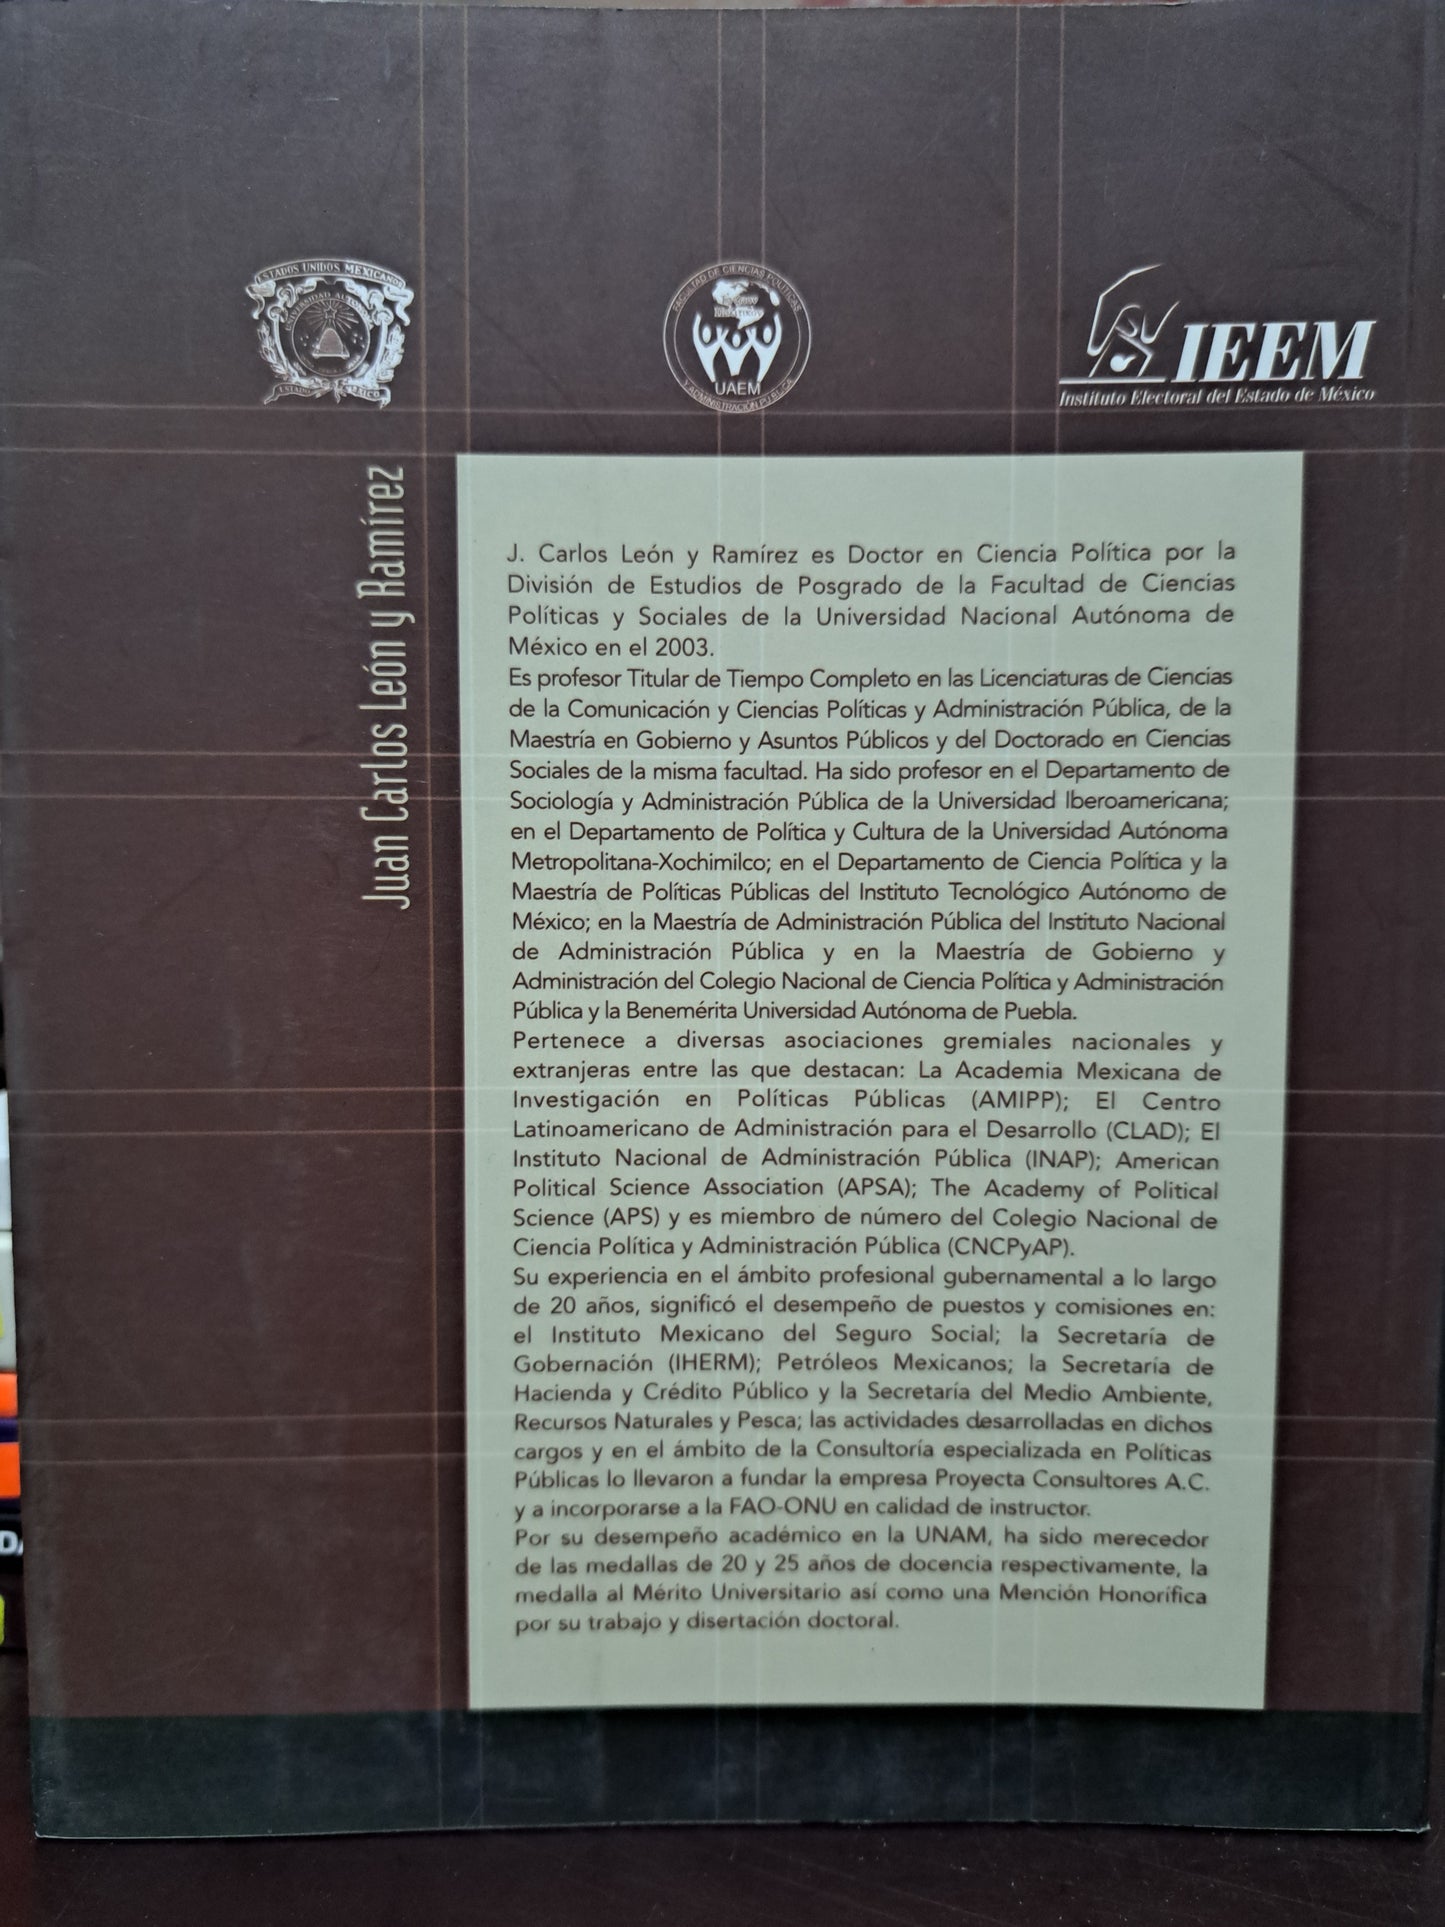 ESTADOS UNIDOS MEXICANOS
UNIVERSIDAD AUTÓNOMA
ESTADO MÉXICO
FACULTAD DE CIENCIAS POLÍTICAS
UAEM
Y ADMINISTRACIÓN PÚBLICA
IEEM
Instituto Electoral del Estado de México
Juan Carlos León y Ramírez
J. Carlos León y Ramírez es Doctor en Ciencia Política por la
División de Estudios de Posgrado de la Facultad de Ciencias
Políticas y Sociales de la Universidad Nacional Autónoma de
México en el 2003.
Es profesor Titular de Tiempo Completo en las Licenciaturas de Ciencias
de la Comunicación y Ciencias Políticas y Administración Pública, de la
Maestría en Gobierno y Asuntos Públicos y del Doctorado en Ciencias
Sociales de la misma facultad. Ha sido profesor en el Departamento de
Sociología y Administración Pública de la Universidad Iberoamericana;
en el Departamento de Política y Cultura de la Universidad Autónoma
Metropolitana-Xochimilco; en el Departamento de Ciencia Política y la
Maestría de Políticas Públicas del Instituto Tecnológico Autónomo de
México; en la Maestría de Administración Pública del Instituto Nacional
de Administración Pública y en la Maestría de Gobierno y
Administración del Colegio Nacional de Ciencia Política y Administración
Pública y la Benemérita Universidad Autónoma de Puebla.
Pertenece a diversas asociaciones gremiales nacionales y
extranjeras entre las que destacan: La Academia Mexicana de
Investigación en Políticas Públicas (AMIPP); El Centro
Latinoamericano de Administración para el Desarrollo (CLAD); El
Instituto Nacional de Administración Pública (INAP); American
Political Science Association (APSA); The Academy of Political
Science (APS) y es miembro de número del Colegio Nacional de
Ciencia Política y Administración Pública (CNCPyAP).
Su experiencia en el ámbito profesional gubernamental a lo largo
de 20 años, significó el desempeño de puestos y comisiones en:
el Instituto Mexicano del Seguro Social; la Secretaría de
Gobernación (IHERM); Petróleos Mexicanos; la Secretaría de
Hacienda y Crédito Público y la Secretaría del Medio Ambiente,
Recursos Naturales y Pesca; las actividades desarrolladas en dichos
cargos y en el ámbito de la Consultoría especializada en Políticas
Públicas lo llevaron a fundar la empresa Proyecta Consultores A.C.
y a incorporarse a la FAO-ONU en calidad de instructor.
Por su desempeño académico en la UNAM, ha sido merecedor
de las medallas de 20 y 25 años de docencia respectivamente, la
medalla al Mérito Universitario así como una Mención Honorífica
por su trabajo y disertación doctoral.